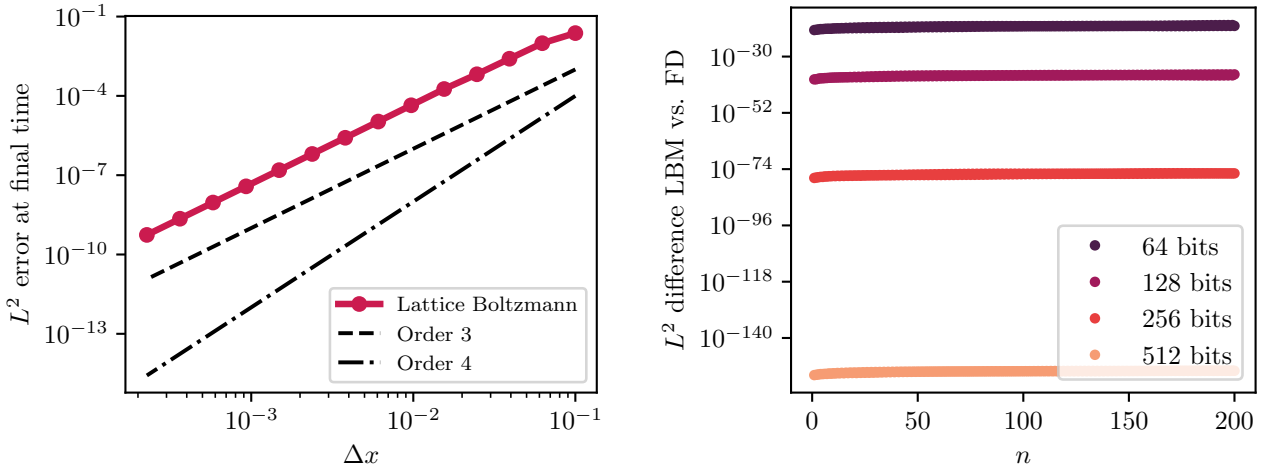 L² error at final time
10⁻¹
10⁻⁴
10⁻⁷
10⁻¹⁰
10⁻¹³
Lattice Boltzmann
Order 3
Order 4
10⁻³ 10⁻² 10⁻¹
Δx
L² difference LBM vs. FD
10⁻³⁰
10⁻⁵²
10⁻⁷⁴
10⁻⁹⁶
10⁻¹¹⁸
10⁻¹⁴⁰
64 bits
128 bits
256 bits
512 bits
0 50 100 150 200
n